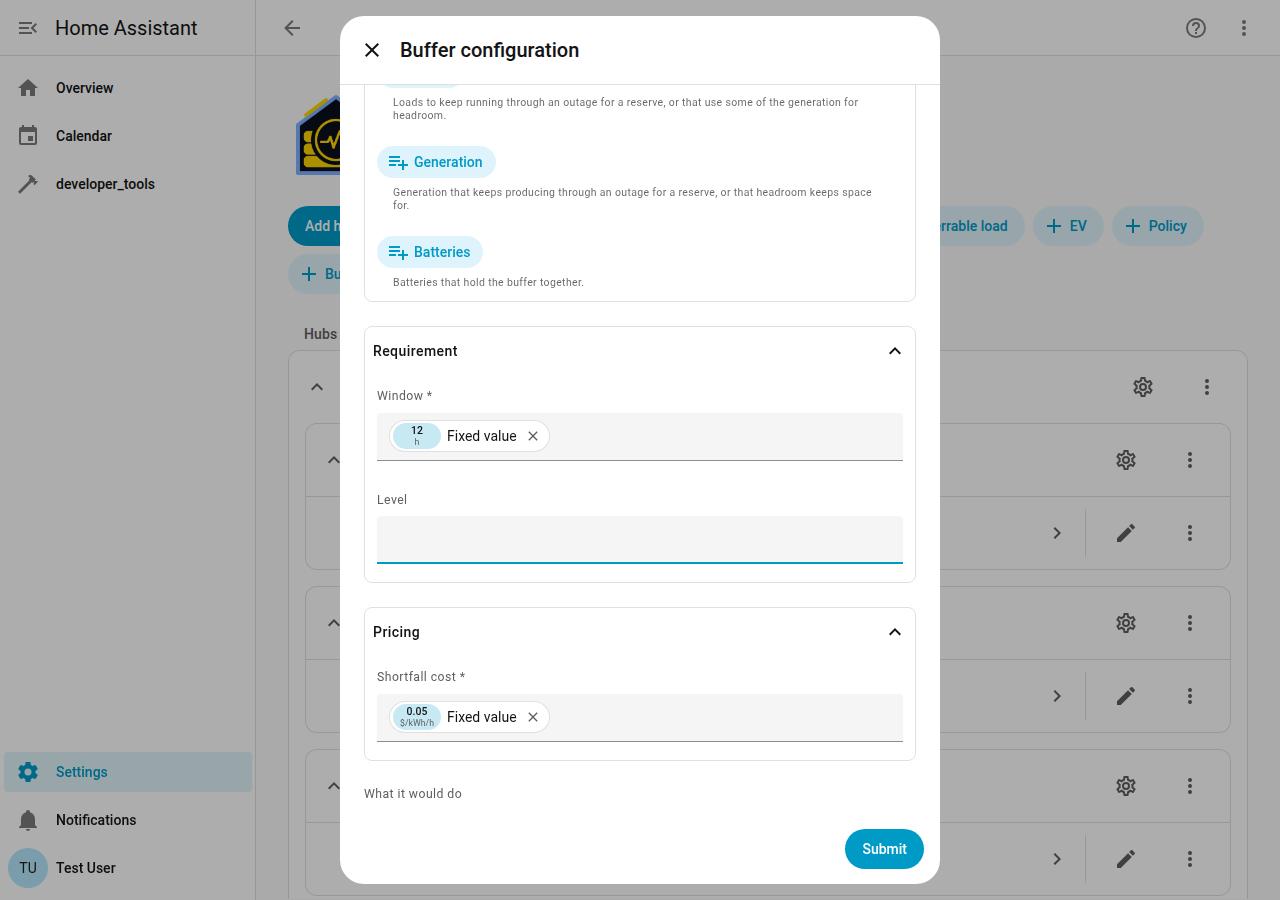 Home Assistant
Buffer configuration
Overview
Calendar
developer_tools
Loads to keep running through an outage for a reserve, or that use some of the generation for
headroom.
Generation
Generation that keeps producing through an outage for a reserve, or that headroom keeps space
for.
Add h
rrable load
EV
Policy
Batteries
Bu
Batteries that hold the buffer together.
Hubs
Requirement
Window *
12
h
Fixed value
Level
Pricing
Shortfall cost *
0.05
$/kWh/h
Fixed value
What it would do
Settings
Notifications
TU
Test User
Submit